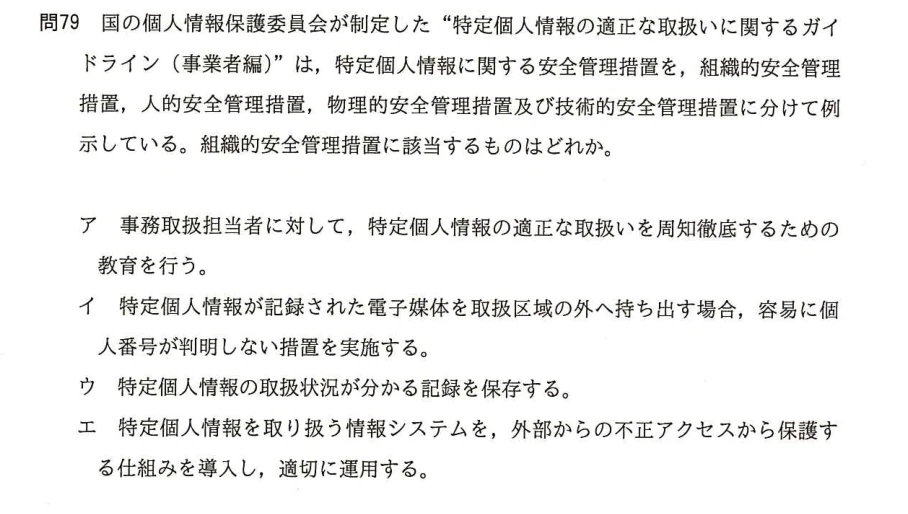 問79 国の個人情報保護委員会が制定した“特定個人情報の適正な取扱いに関するガイ
ドライン（事業者編）”は，特定個人情報に関する安全管理措置を，組織的安全管理
措置，人的安全管理措置，物理的安全管理措置及び技術的安全管理措置に分けて例
示している。組織的安全管理措置に該当するものはどれか。
ア 事務取扱担当者に対して，特定個人情報の適正な取扱いを周知徹底するための
教育を行う。
イ 特定個人情報が記録された電子媒体を取扱区域の外へ持ち出す場合，容易に個
人番号が判明しない措置を実施する。
ウ 特定個人情報の取扱状況が分かる記録を保存する。
エ 特定個人情報を取り扱う情報システムを，外部からの不正アクセスから保護す
る仕組みを導入し，適切に運用する。